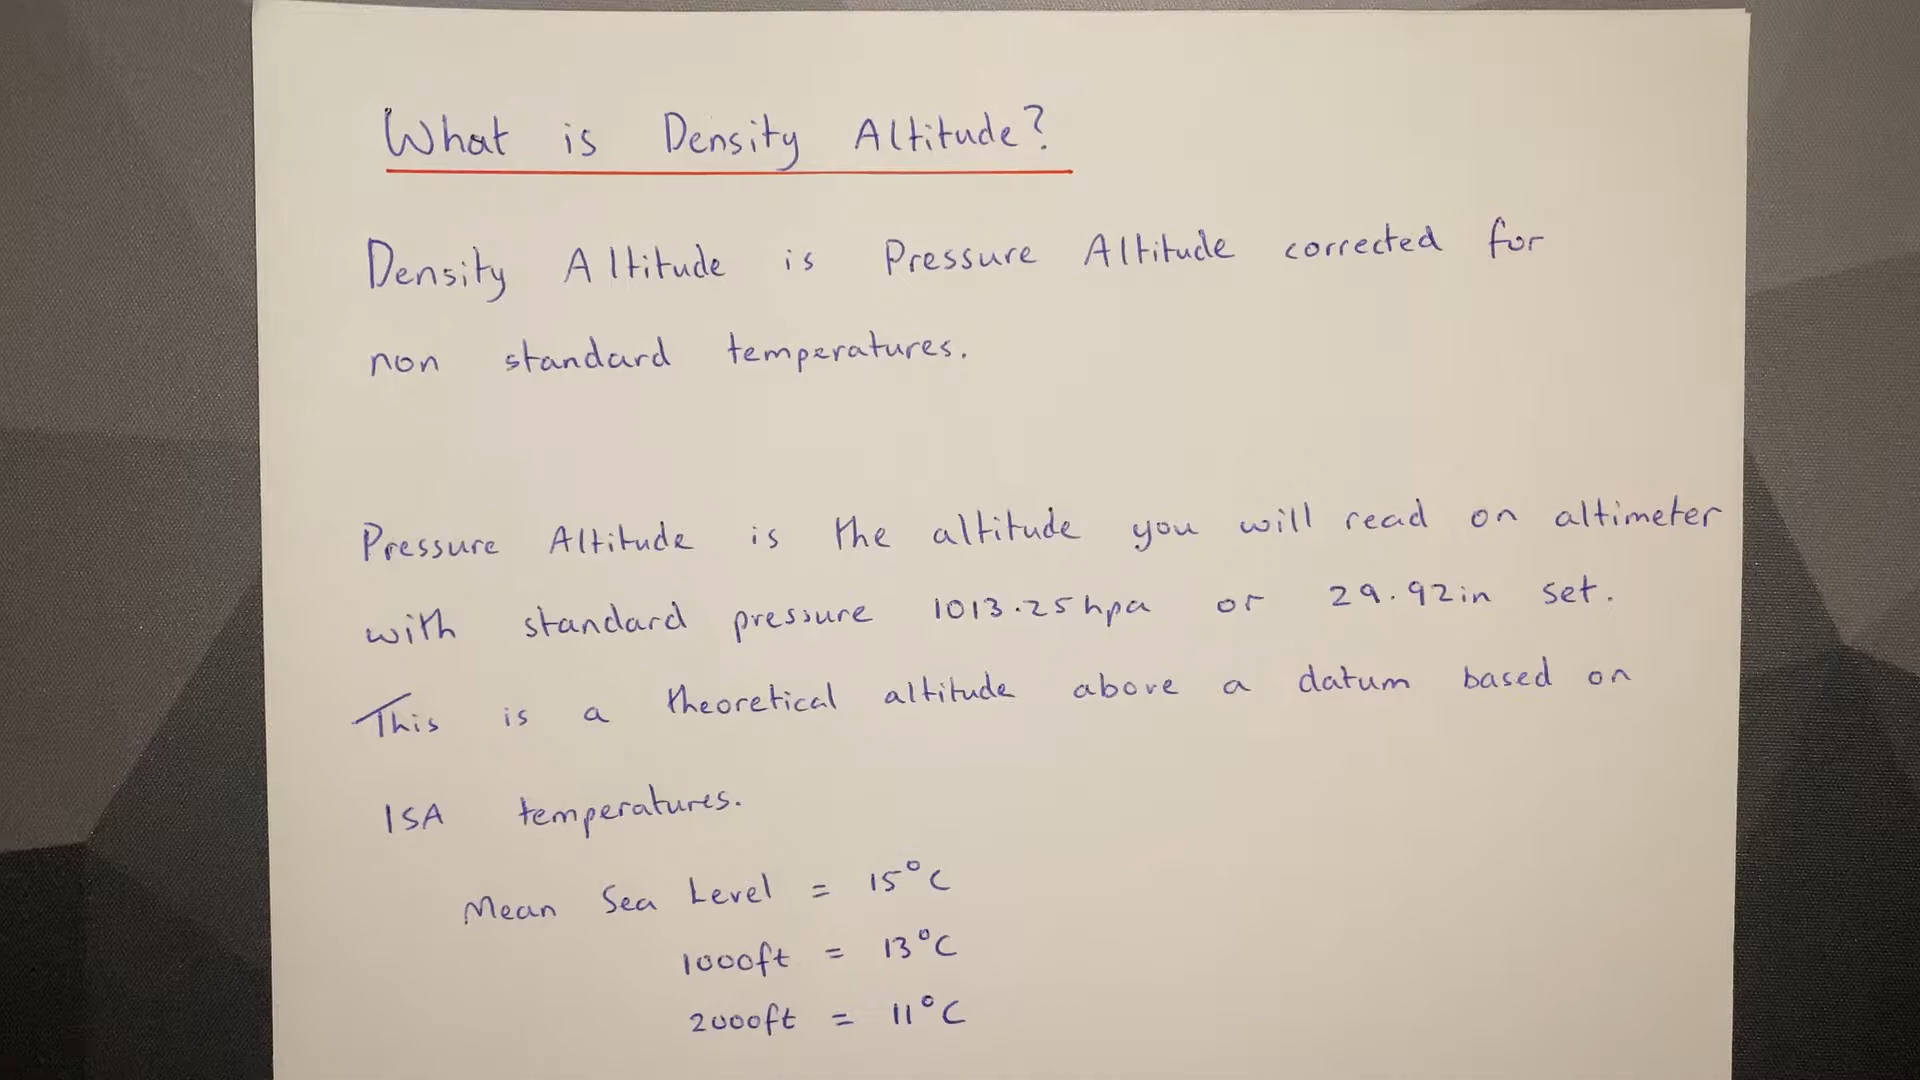 What is Density Altitude?
Density Altitude is Pressure Altitude corrected for
non standard temperatures.
Pressure Altitude is the altitude you will read on altimeter
with standard pressure 1013.25hpa or 29.92in set.
This is a theoretical altitude above a datum based on
ISA temperatures.
Mean Sea Level = 15°C
1000ft = 13°C
2000ft = 11°C